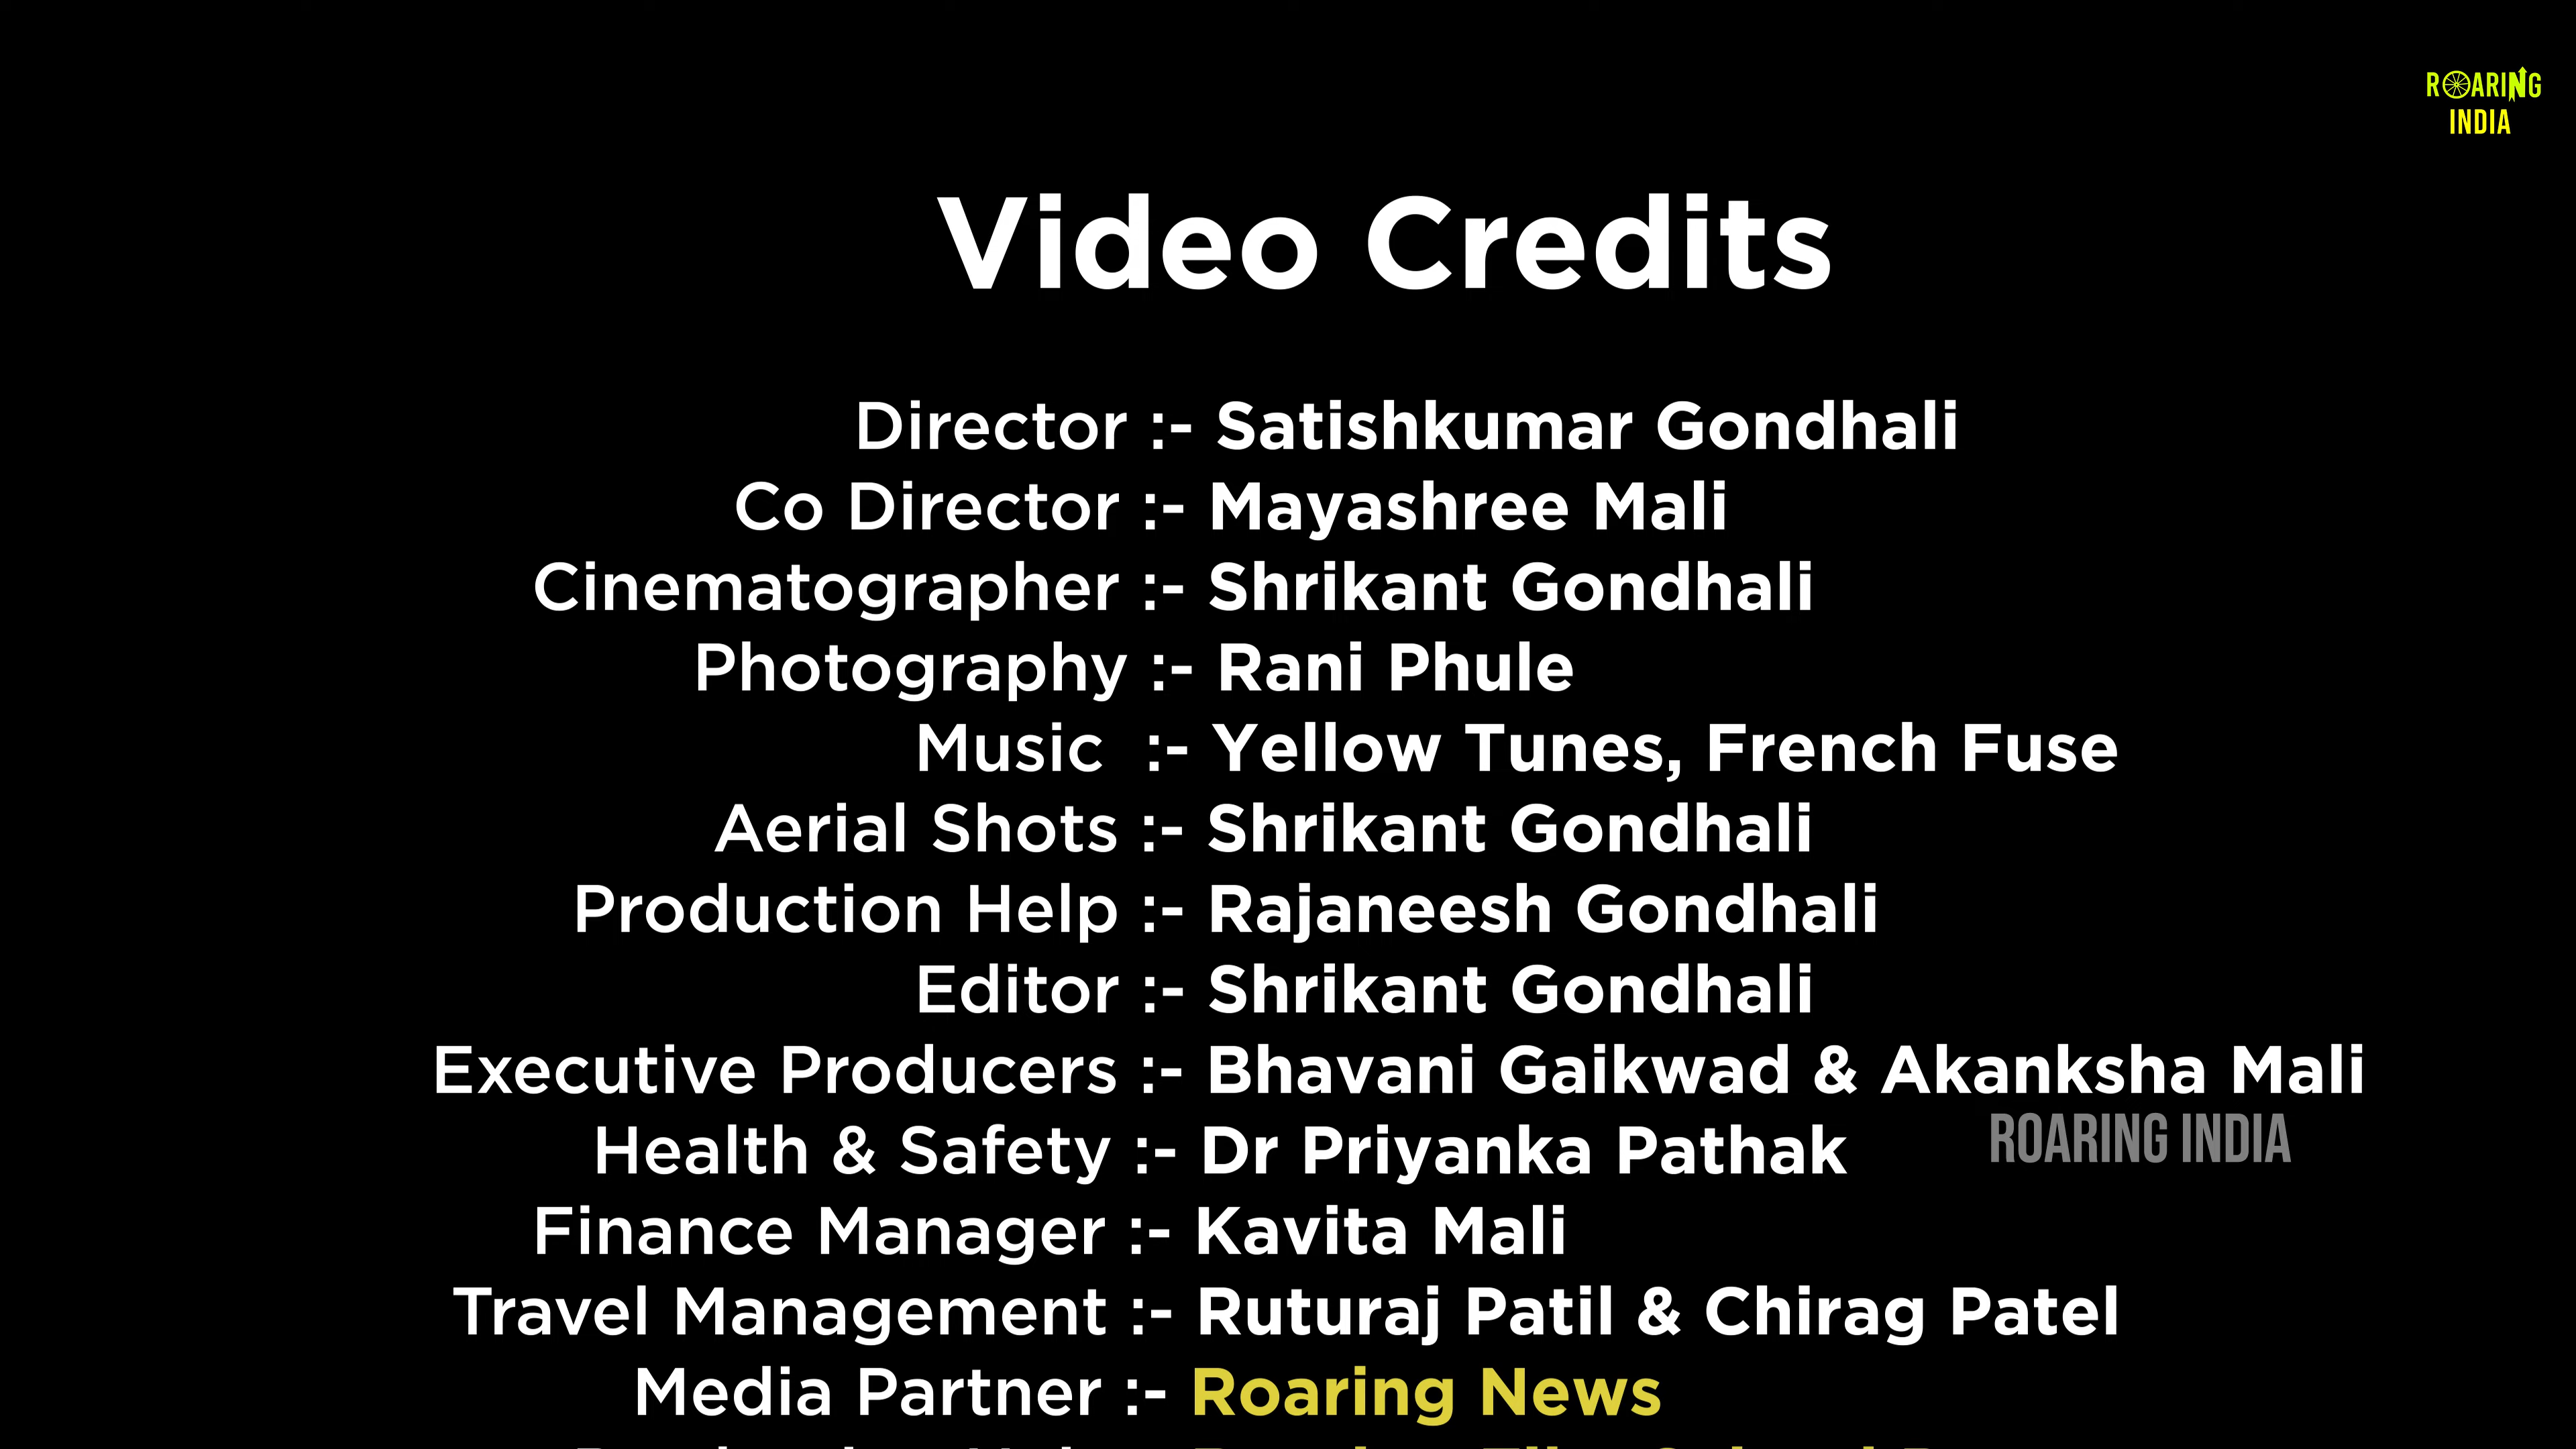 ROARING
INDIA
Video Credits
Director :- Satishkumar Gondhali
Co Director :- Mayashree Mali
Cinematographer :- Shrikant Gondhali
Photography :- Rani Phule
Music :- Yellow Tunes, French Fuse
Aerial Shots :- Shrikant Gondhali
Production Help :- Rajaneesh Gondhali
Editor :- Shrikant Gondhali
Executive Producers :- Bhavani Gaikwad & Akanksha Mali
Health & Safety :- Dr Priyanka Pathak
ROARING INDIA
Finance Manager :- Kavita Mali
Travel Management :- Ruturaj Patil & Chirag Patel
Media Partner :- Roaring News